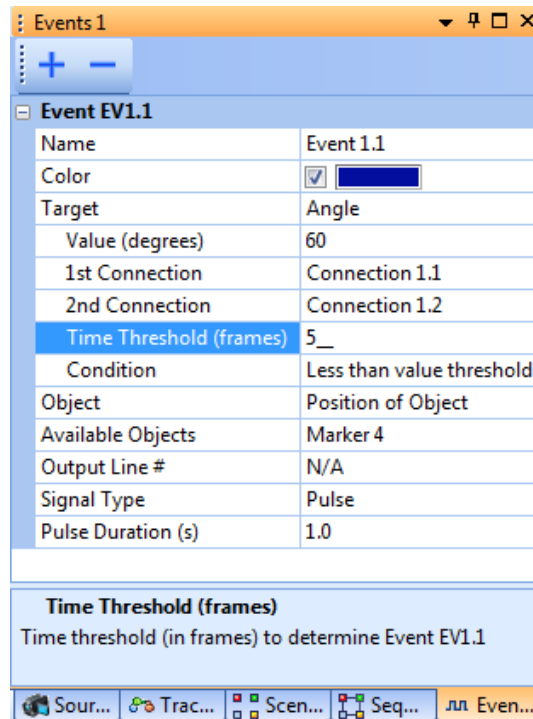 Events 1
Event EV1.1
Name Event 1.1
Color
Target Angle
Value (degrees) 60
1st Connection Connection 1.1
2nd Connection Connection 1.2
Time Threshold (frames) 5__
Condition Less than value threshold
Object Position of Object
Available Objects Marker 4
Output Line # N/A
Signal Type Pulse
Pulse Duration (s) 1.0
Time Threshold (frames)
Time threshold (in frames) to determine Event EV1.1
Sour... Trac... Scen... Seq... Even...